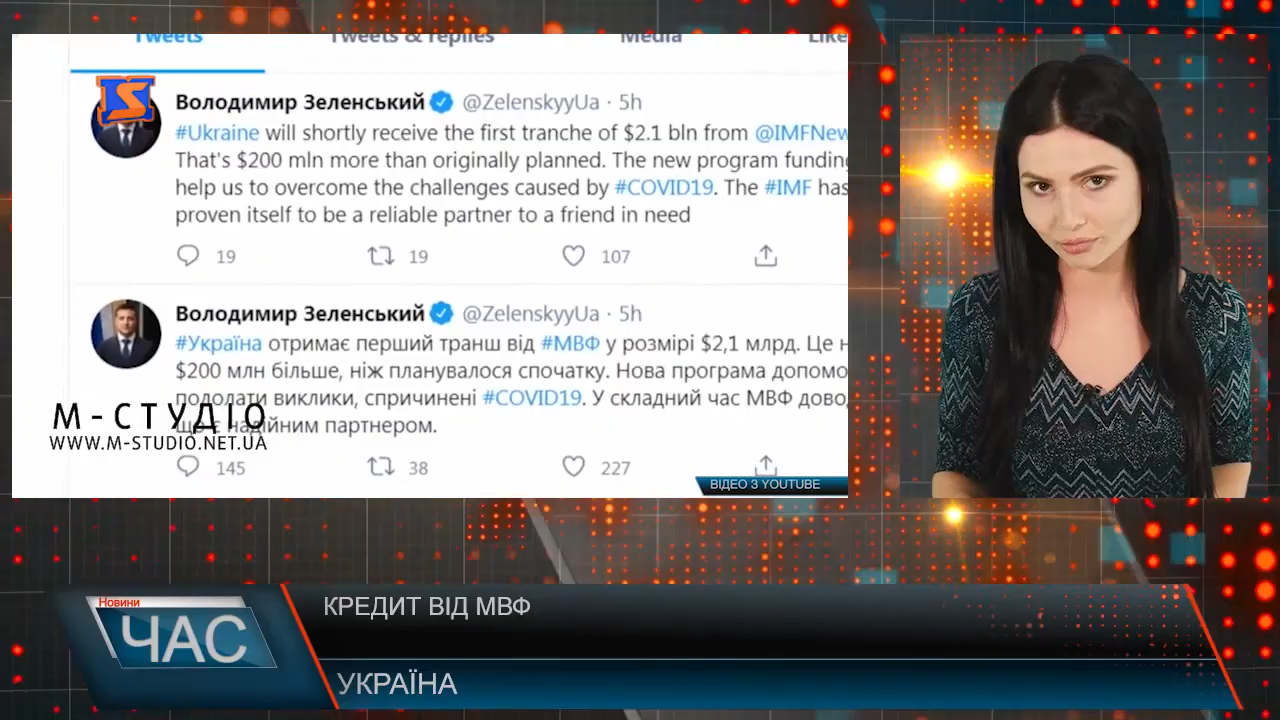 Tweets Tweets & replies Media Like
Володимир Зеленський @ZelenskyyUa · 5h
#Ukraine will shortly receive the first tranche of $2.1 bln from @IMFNew
That's $200 mln more than originally planned. The new program funding
help us to overcome the challenges caused by #COVID19. The #IMF has
proven itself to be a reliable partner to a friend in need
19 19 107
Володимир Зеленський @ZelenskyyUa · 5h
#Україна отримає перший транш від #МВФ у розмірі $2,1 млрд. Це н
$200 млн більше, ніж планувалося спочатку. Нова програма допомо
подолати виклики, спричинені #COVID19. У складний час МВФ дово
що є надійним партнером.
145 38 227
М-СТУДІО
WWW.M-STUDIO.NET.UA
ВІДЕО З YOUTUBE
Новини
ЧАС
КРЕДИТ ВІД МВФ
УКРАЇНА